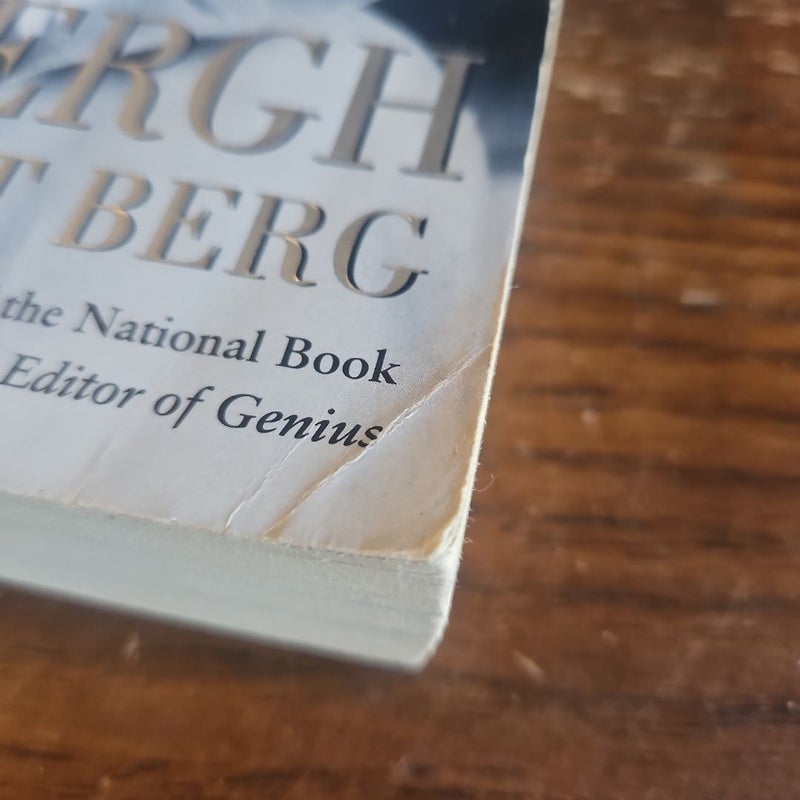 ERGH
T BERG
the National Book
Editor of Genius